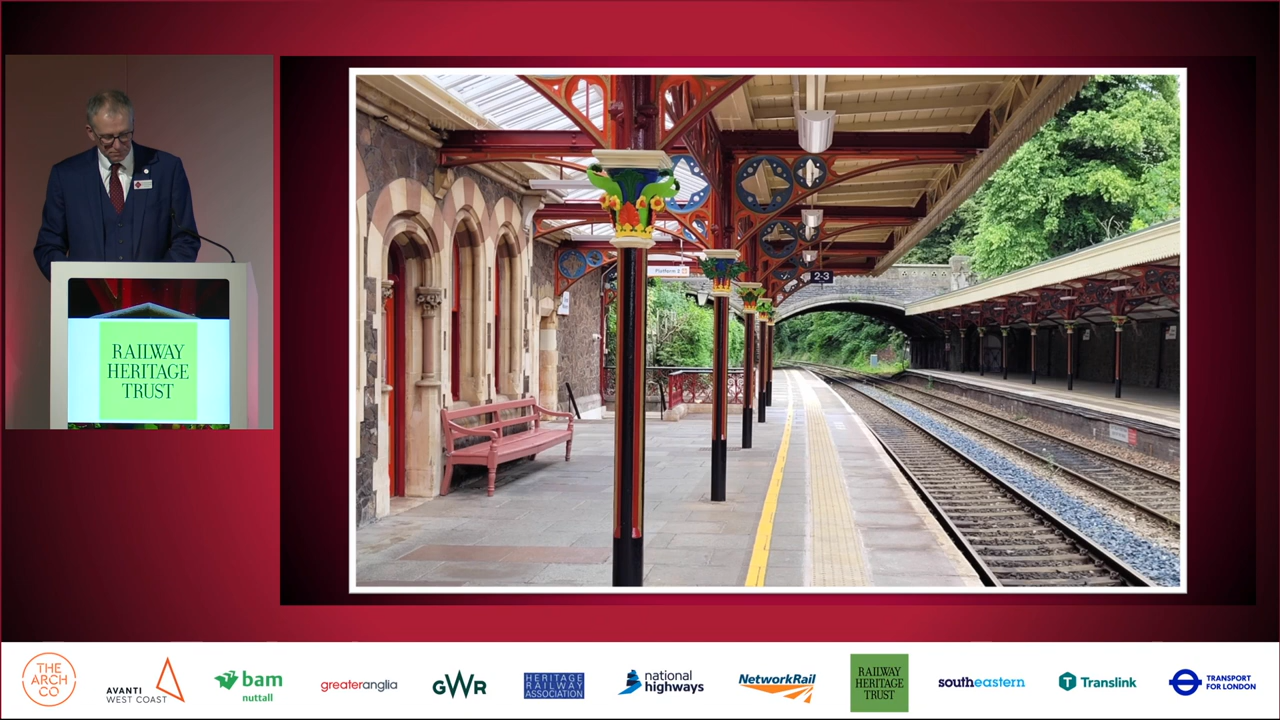 Platform 2
2-3
RAILWAY
HERITAGE
TRUST
THE
ARCH
CO
AVANTI
WEST COAST
bam
nuttall
greateranglia
GWR
HERITAGE
RAILWAY
ASSOCIATION
national
highways
NetworkRail
RAILWAY
HERITAGE
TRUST
southeastern
Translink
TRANSPORT
FOR LONDON